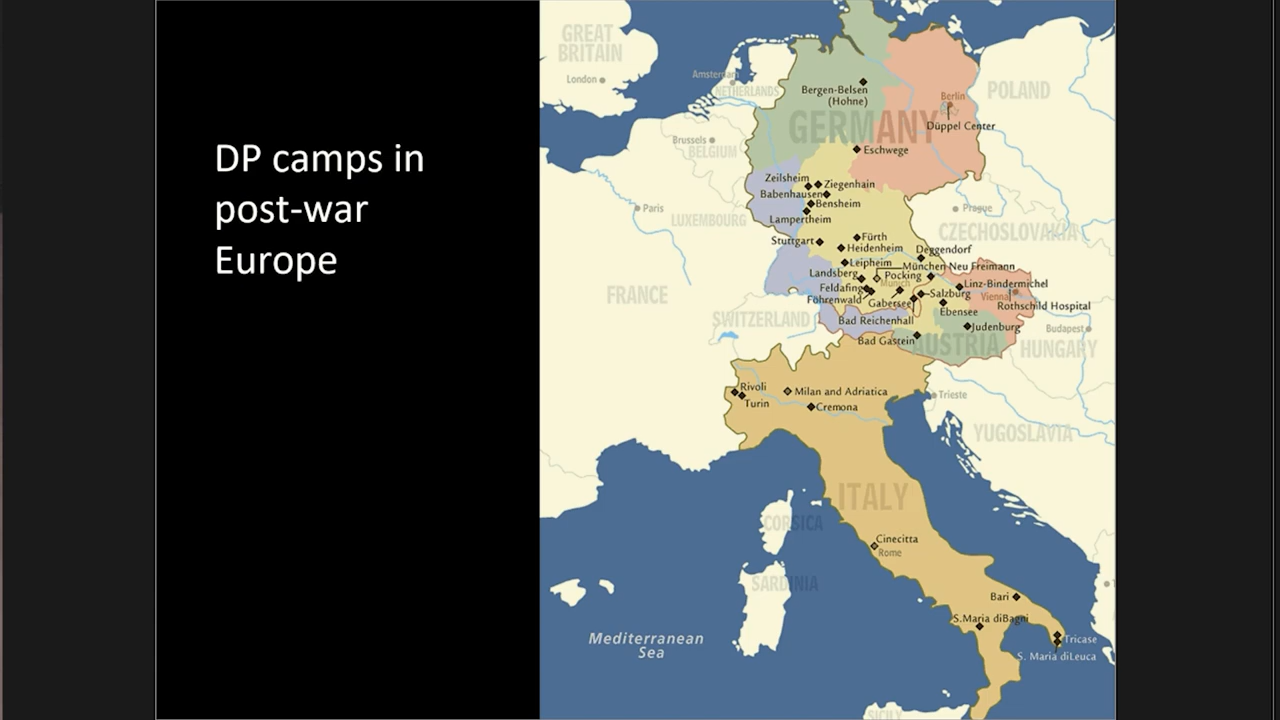 DP camps in
post-war
Europe
GREAT
BRITAIN
London
Amsterdam
NETHERLANDS
Bergen-Belsen
(Hohne)
POLAND
Berlin
GERMANY
Düppel Center
Brussels
BELGIUM
Eschwege
Zeilsheim
Ziegenhain
Babenhausen
Bensheim
Paris
LUXEMBOURG
Lampertheim
Prague
CZECHOSLOVAKIA
Stuttgart
Fürth
Heidenheim
Deggendorf
Leipheim
München Neu Freimann
Landsberg
Pocking
Munich
Feldafing
Linz-Bindermichel
FRANCE
Föhrenwald
Gabersee
Salzburg
Vienna
Rothschild Hospital
Ebensee
SWITZERLAND
Bad Reichenhall
Judenburg
Budapest
Bad Gastein
AUSTRIA
HUNGARY
Rivoli
Milan and Adriatica
Trieste
Turin
Cremona
YUGOSLAVIA
ITALY
CORSICA
Cinecitta
Rome
SARDINIA
Bari
S.Maria diBagni
Mediterranean
Sea
Tricase
S. Maria diLeuca
SICILY